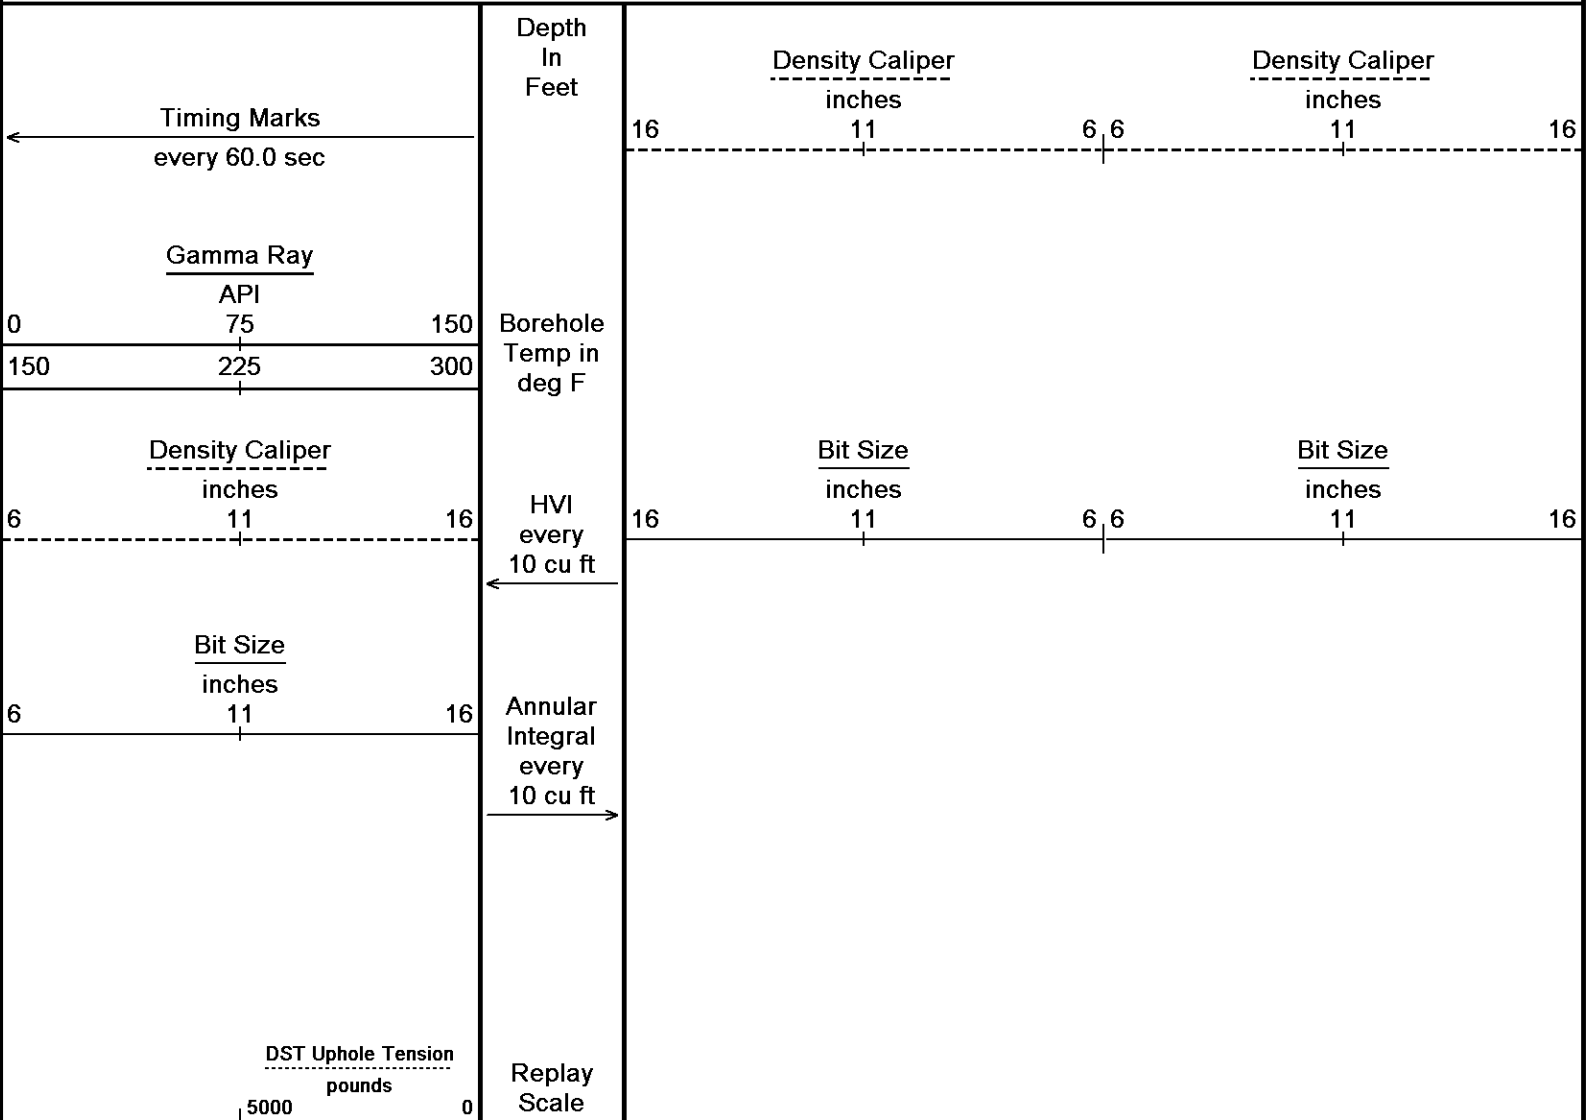 Timing Marks
every 60.0 sec
Gamma Ray
API
0 75 150
150 225 300
Density Caliper
inches
6 11 16
Bit Size
inches
6 11 16
DST Uphole Tension
pounds
5000 0
Depth
In
Feet
Borehole
Temp in
deg F
HVI
every
10 cu ft
Annular
Integral
every
10 cu ft
Replay
Scale
Density Caliper
inches
16 11 6
Density Caliper
inches
6 11 16
Bit Size
inches
16 11 6
Bit Size
inches
6 11 16